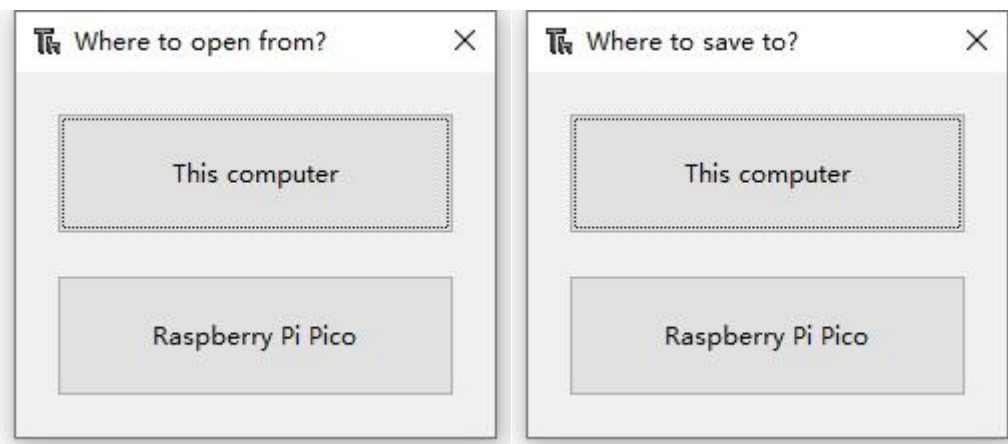 Where to open from?
This computer
Raspberry Pi Pico
Where to save to?
This computer
Raspberry Pi Pico